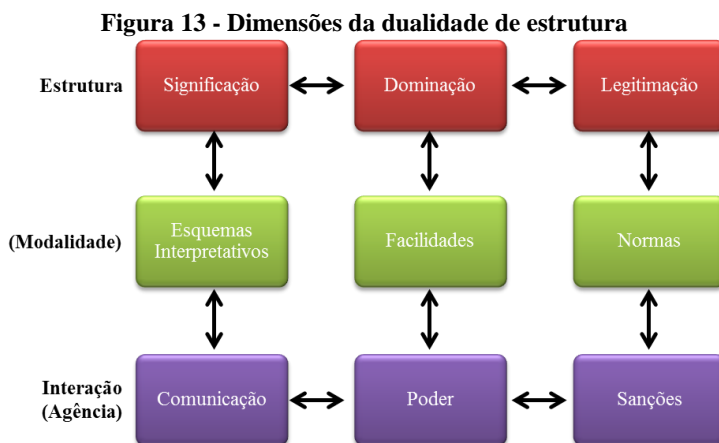 Figura 13 - Dimensões da dualidade de estrutura
Estrutura
Significação
Dominação
Legitimação
(Modalidade)
Esquemas
Interpretativos
Facilidades
Normas
Interação
(Agência)
Comunicação
Poder
Sanções